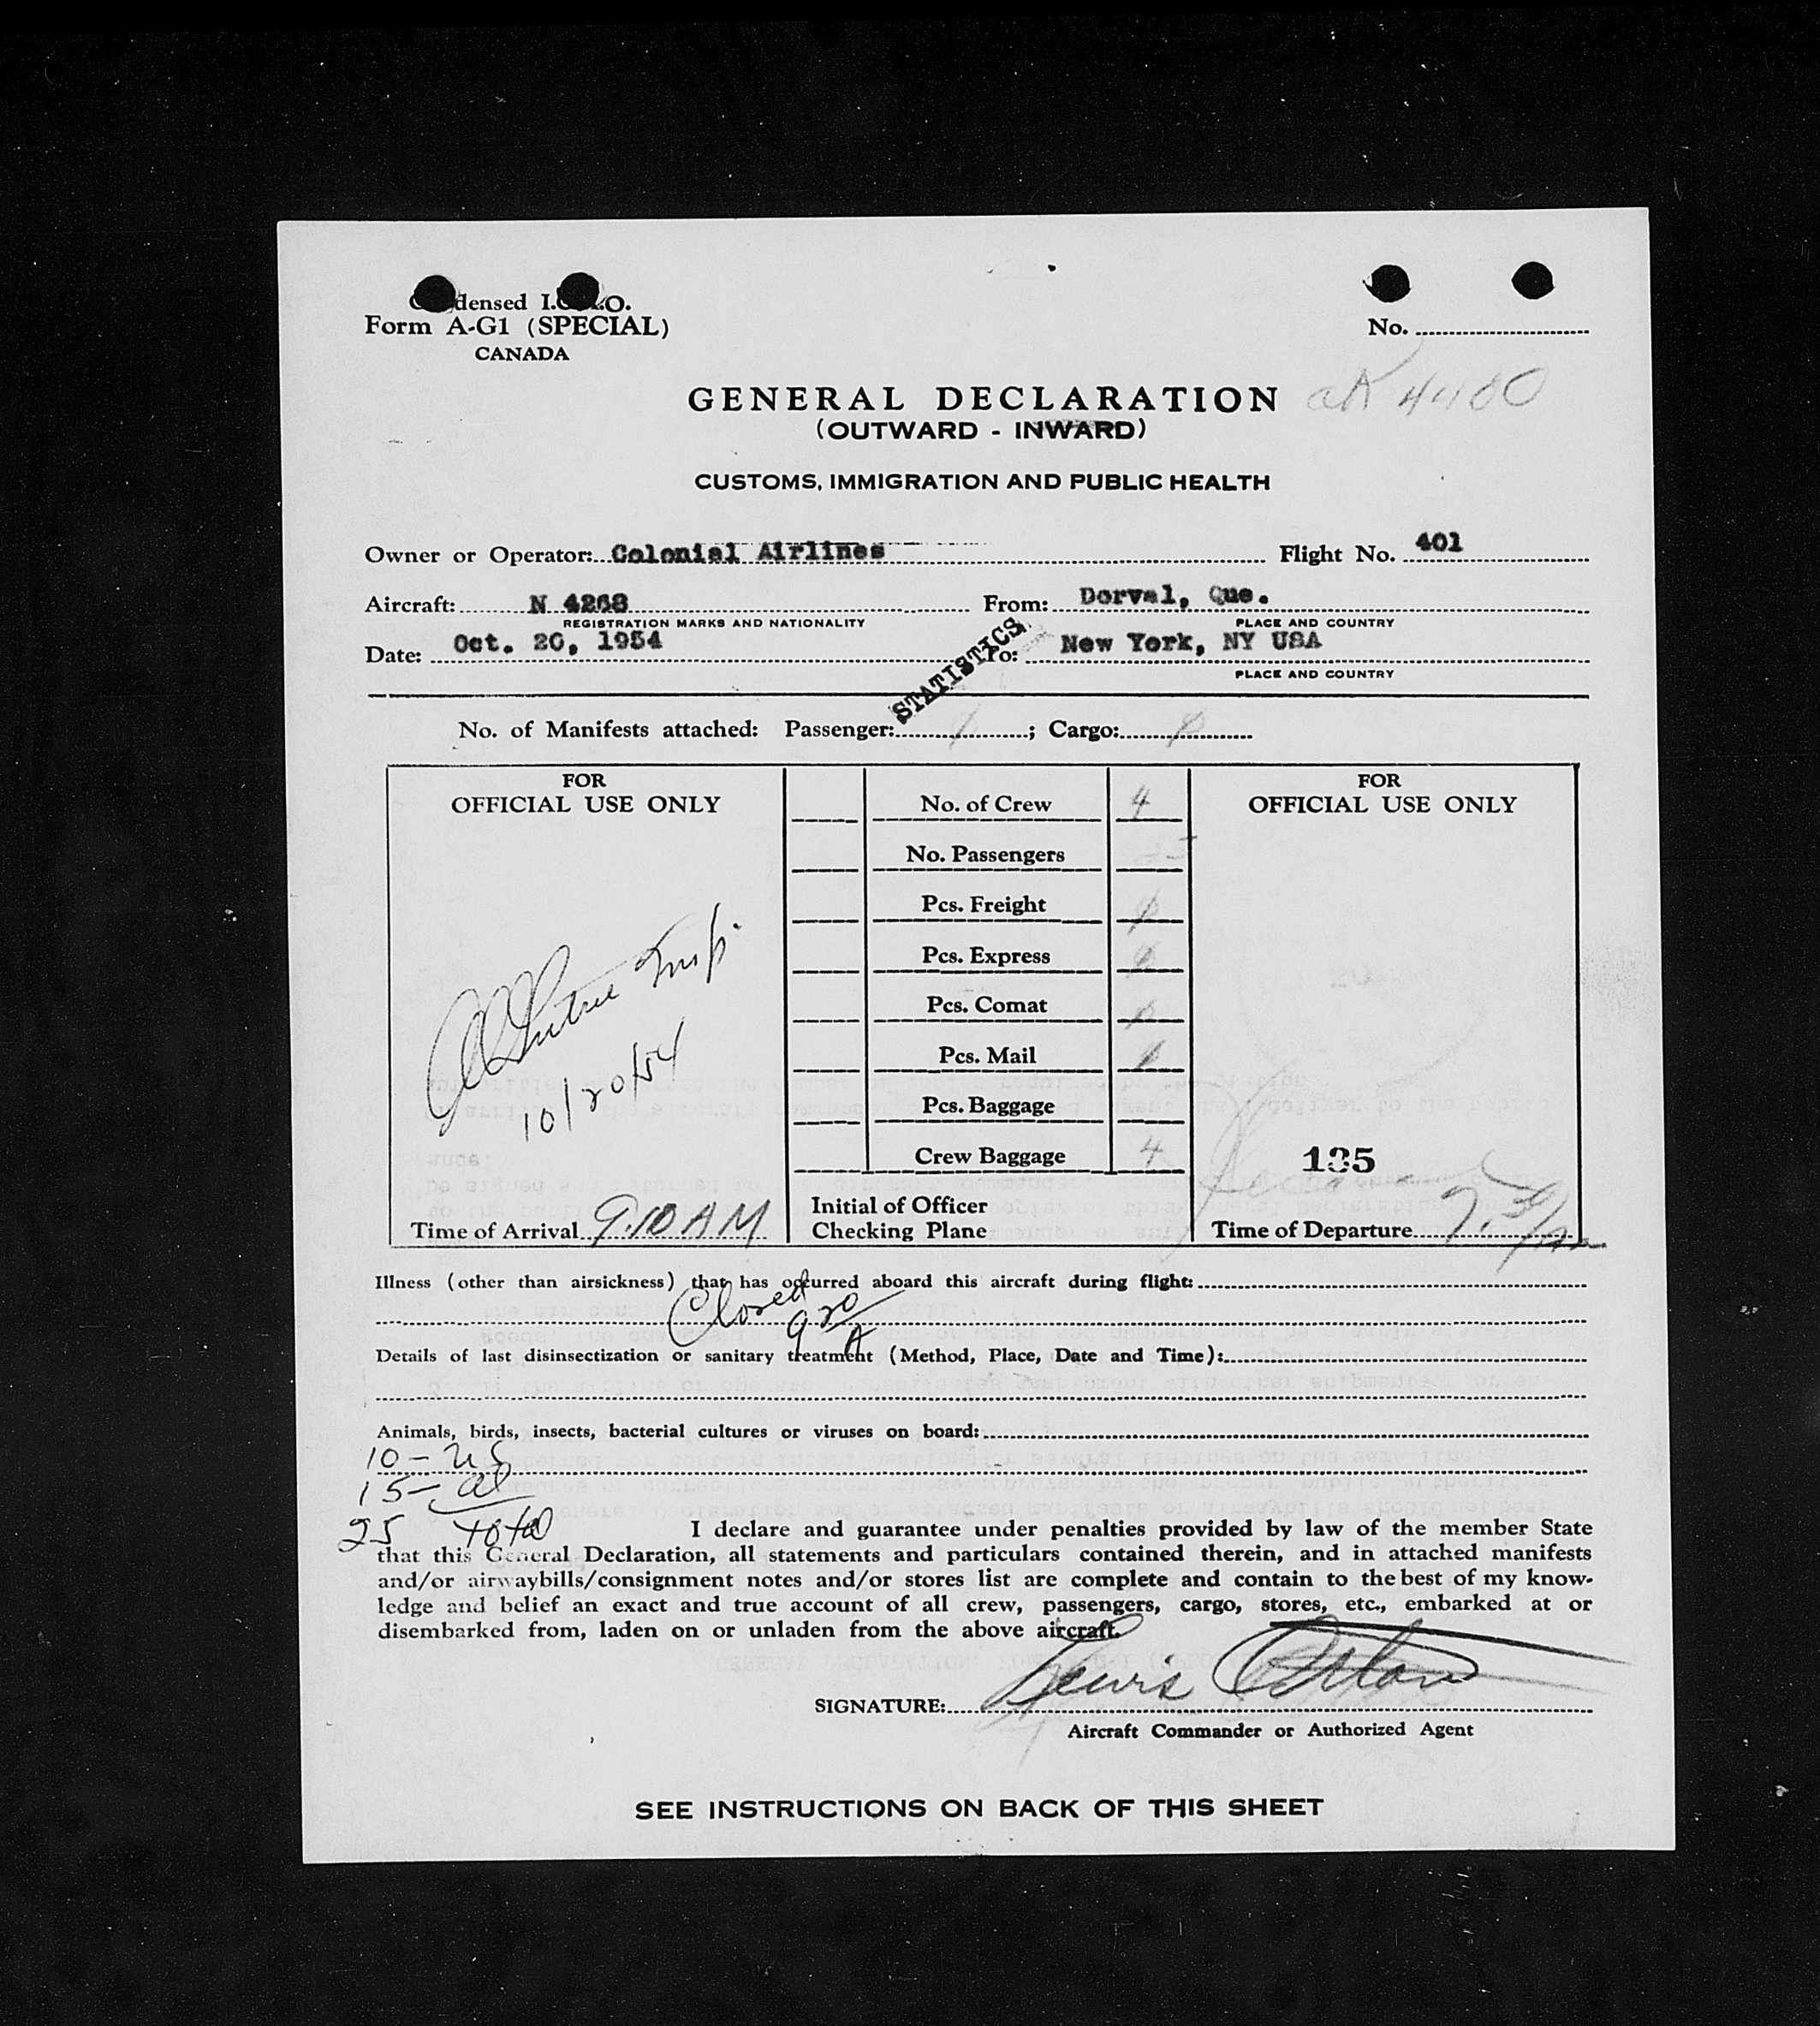 densed I. .O.
Form A-G1 (SPECIAL)
CANADA
No.
4480
GENERAL DECLARATION
(OUTWARD - INWARD)
CUSTOMS, IMMIGRATION AND PUBLIC HEALTH
Owner or Operator: Colonial Airlines Flight No. 401
Aircraft: N 4268 From: Dorval, Que.
REGISTRATION MARKS AND NATIONALITY PLACE AND COUNTRY
Date: Oct. 20, 1954 To: New York, NY USA
PLACE AND COUNTRY
STATISTICS
No. of Manifests attached: Passenger: 1 ; Cargo:
FOR
OFFICIAL USE ONLY
No. of Crew 4
FOR
OFFICIAL USE ONLY
No. Passengers 25
Pcs. Freight
Pcs. Express
Pcs. Comat
Pcs. Mail
Pcs. Baggage
Crew Baggage 4
Insp.
10/20/54
135
Initial of Officer
Checking Plane
Time of Arrival 9.10 AM
Time of Departure
Illness (other than airsickness) that has occurred aboard this aircraft during flight:
Closed
920
A
Details of last disinsectization or sanitary treatment (Method, Place, Date and Time):
Animals, birds, insects, bacterial cultures or viruses on board:
10 - US
15 - al
25 total
I declare and guarantee under penalties provided by law of the member State
that this General Declaration, all statements and particulars contained therein, and in attached manifests
and/or airwaybills/consignment notes and/or stores list are complete and contain to the best of my know-
ledge and belief an exact and true account of all crew, passengers, cargo, stores, etc., embarked at or
disembarked from, laden on or unladen from the above aircraft.
SIGNATURE: Lewis
Aircraft Commander or Authorized Agent
SEE INSTRUCTIONS ON BACK OF THIS SHEET